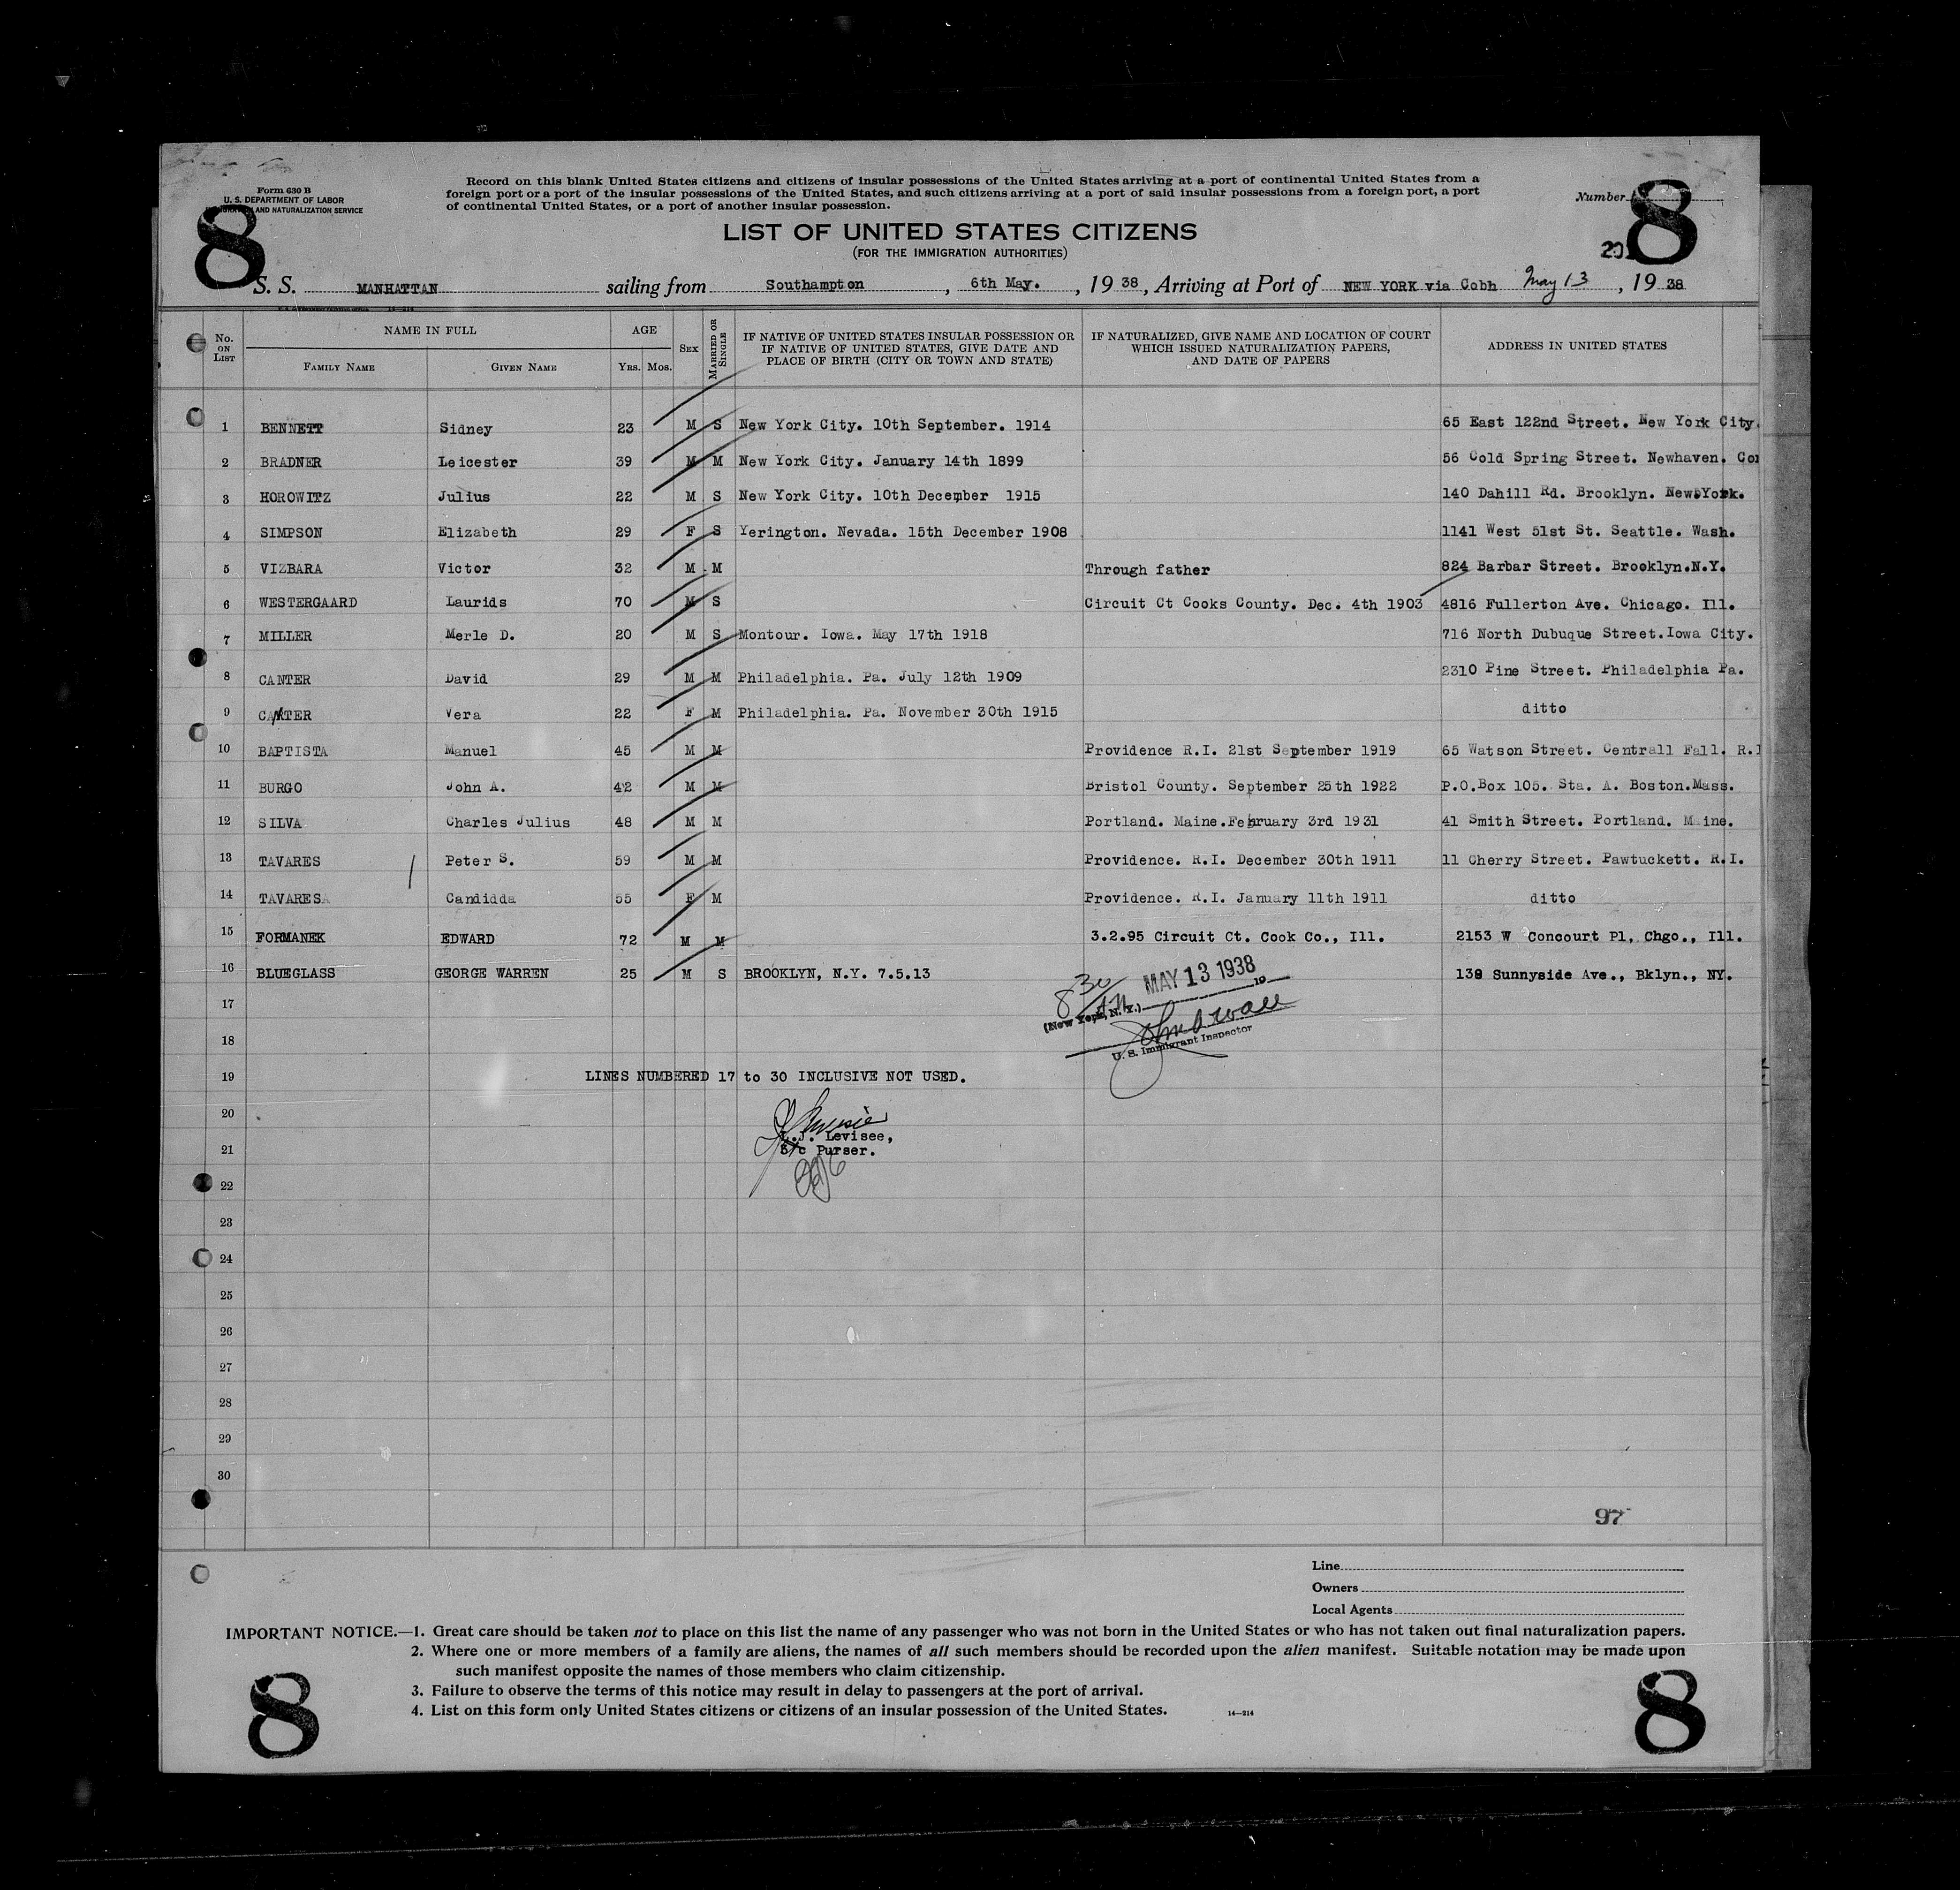 Form 630 B
U. S. DEPARTMENT OF LABOR
AND NATURALIZATION SERVICE
Record on this blank United States citizens and citizens of insular possessions of the United States arriving at a port of continental United States from a
foreign port or a port of the insular possessions of the United States, and such citizens arriving at a port of said insular possessions from a foreign port, a port
of continental United States, or a port of another insular possession.
Number
8
8
LIST OF UNITED STATES CITIZENS
(FOR THE IMMIGRATION AUTHORITIES)
S. S. MANHATTAN sailing from Southampton, 6th May., 19 38, Arriving at Port of NEW YORK via Cobh May 13, 19 38
No. ON LIST NAME IN FULL AGE SEX MARRIED OR SINGLE IF NATIVE OF UNITED STATES INSULAR POSSESSION OR IF NATIVE OF UNITED STATES, GIVE DATE AND PLACE OF BIRTH (CITY OR TOWN AND STATE) IF NATURALIZED, GIVE NAME AND LOCATION OF COURT WHICH ISSUED NATURALIZATION PAPERS, AND DATE OF PAPERS ADDRESS IN UNITED STATES
FAMILY NAME GIVEN NAME YRS. MOS.
1 BENNETT Sidney 23 M S New York City. 10th September. 1914 65 East 122nd Street. New York City.
2 BRADNER Leicester 39 M M New York City. January 14th 1899 56 Cold Spring Street. Newhaven. Con
3 HOROWITZ Julius 22 M S New York City. 10th December 1915 140 Dahill Rd. Brooklyn. New.York.
4 SIMPSON Elizabeth 29 F S Yerington. Nevada. 15th December 1908 1141 West 51st St. Seattle. Wash.
5 VIZBARA Victor 32 M M Through father 824 Barbar Street. Brooklyn.N.Y.
6 WESTERGAARD Laurids 70 M S Circuit Ct Cooks County. Dec. 4th 1903 4816 Fullerton Ave. Chicago. Ill.
7 MILLER Merle D. 20 M S Montour. Iowa. May 17th 1918 716 North Dubuque Street.Iowa City.
8 CANTER David 29 M M Philadelphia. Pa. July 12th 1909 2310 Pine Street. Philadelphia Pa.
9 CANTER Vera 22 F M Philadelphia. Pa. November 30th 1915 ditto
10 BAPTISTA Manuel 45 M M Providence R.I. 21st September 1919 65 Watson Street. Centrall Fall. R.I
11 BURGO John A. 42 M M Bristol County. September 25th 1922 P.O.Box 105. Sta. A. Boston.Mass.
12 SILVA Charles Julius 48 M M Portland. Maine.February 3rd 1931 41 Smith Street. Portland. Maine.
13 TAVARES Peter S. 59 M M Providence. R.I. December 30th 1911 11 Cherry Street. Pawtuckett. R.I.
14 TAVARES Candidda 55 F M Providence. R.I. January 11th 1911 ditto
15 FORMANEK EDWARD 72 M M 3.2.95 Circuit Ct. Cook Co., Ill. 2153 W Concourt Pl, Chgo., Ill.
16 BLUEGLASS GEORGE WARREN 25 M S BROOKLYN, N.Y. 7.5.13 139 Sunnyside Ave., Bklyn., NY.
830 AM MAY 13 1938
17
(New York, N. Y.) 19
18
U. S. Immigrant Inspector
19 LINES NUMBERED 17 to 30 INCLUSIVE NOT USED.
20
L.J. Levisee,
21 S/c Purser.
22
23
24
25
26
27
28
29
30
97
Line
Owners
Local Agents
IMPORTANT NOTICE.—1. Great care should be taken not to place on this list the name of any passenger who was not born in the United States or who has not taken out final naturalization papers.
2. Where one or more members of a family are aliens, the names of all such members should be recorded upon the alien manifest. Suitable notation may be made upon
such manifest opposite the names of those members who claim citizenship.
3. Failure to observe the terms of this notice may result in delay to passengers at the port of arrival.
4. List on this form only United States citizens or citizens of an insular possession of the United States. 14—214
8
8